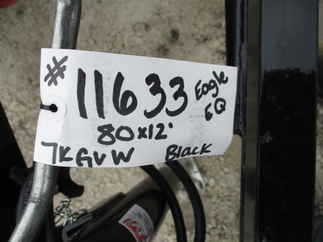 # 11633 Eagle
6Q
80x12'
7K GVW Black